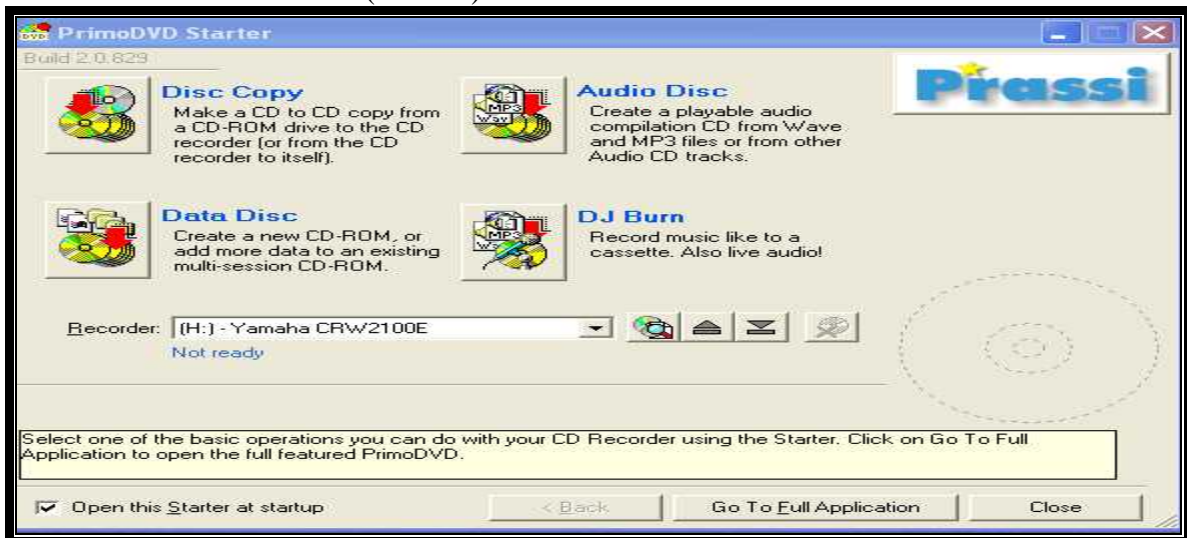 PrimoDVD Starter
Build 2.0.829
Prassi
Disc Copy
Make a CD to CD copy from
a CD-ROM drive to the CD
recorder (or from the CD
recorder to itself).
Audio Disc
Create a playable audio
compilation CD from Wave
and MP3 files or from other
Audio CD tracks.
Data Disc
Create a new CD-ROM, or
add more data to an existing
multi-session CD-ROM.
DJ Burn
Record music like to a
cassette. Also live audio!
Recorder: (H:) - Yamaha CRW2100E
Not ready
Select one of the basic operations you can do with your CD Recorder using the Starter. Click on Go To Full
Application to open the full featured PrimoDVD.
Open this Starter at startup
< Back
Go To Full Application
Close